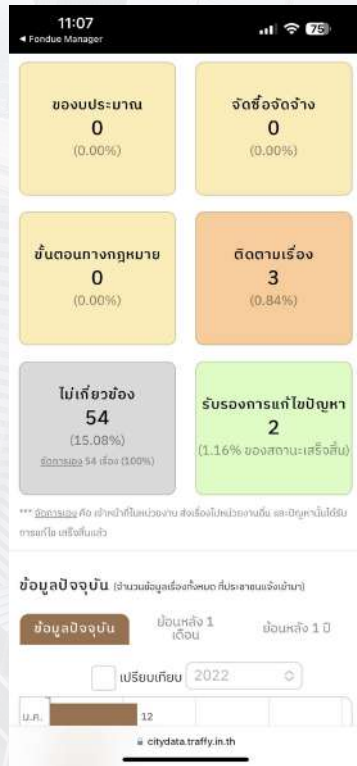 11:07
75
◀ Fondue Manager
ของบประมาณ
0
(0.00%)
จัดซื้อจัดจ้าง
0
(0.00%)
ขั้นตอนทางกฎหมาย
0
(0.00%)
ติดตามเรื่อง
3
(0.84%)
ไม่เกี่ยวข้อง
54
(15.08%)
จัดการเอง 54 เรื่อง (100%)
รับรองการแก้ไขปัญหา
2
(1.16% ของสถานะเสร็จสิ้น)
*** จัดการเอง คือ เจ้าหน้าที่ในหน่วยงาน ส่งเรื่องไปหน่วยงานอื่น และปัญหานั้นได้รับ
การแก้ไข เสร็จสิ้นแล้ว
ข้อมูลปัจจุบัน (จำนวนข้อมูลเรื่องทั้งหมด ที่ประชาชนแจ้งเข้ามา)
ข้อมูลปัจจุบัน
ย้อนหลัง 1
เดือน
ย้อนหลัง 1 ปี
เปรียบเทียบ 2022
ม.ค.
12
citydata.traffy.in.th